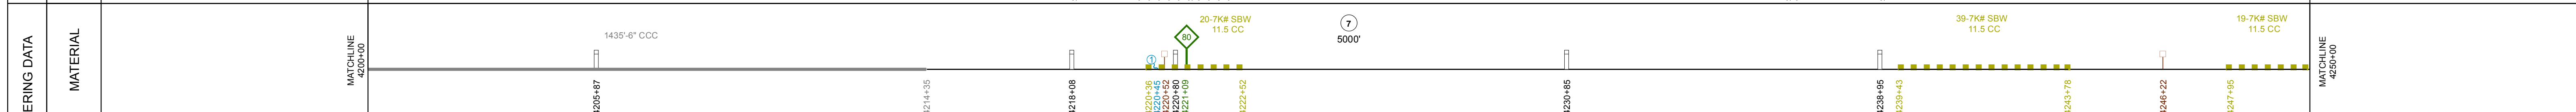 ERING DATA
MATERIAL
MATCHLINE
4200+00
1435'-6" CCC
20-7K# SBW
11.5 CC
80
1
7
5000'
39-7K# SBW
11.5 CC
19-7K# SBW
11.5 CC
MATCHLINE
4250+00
4205+87
4214+35
4218+08
4220+36
4220+45
4220+52
4220+80
4221+09
4222+52
4230+85
4238+95
4239+43
4243+78
4246+22
4247+95